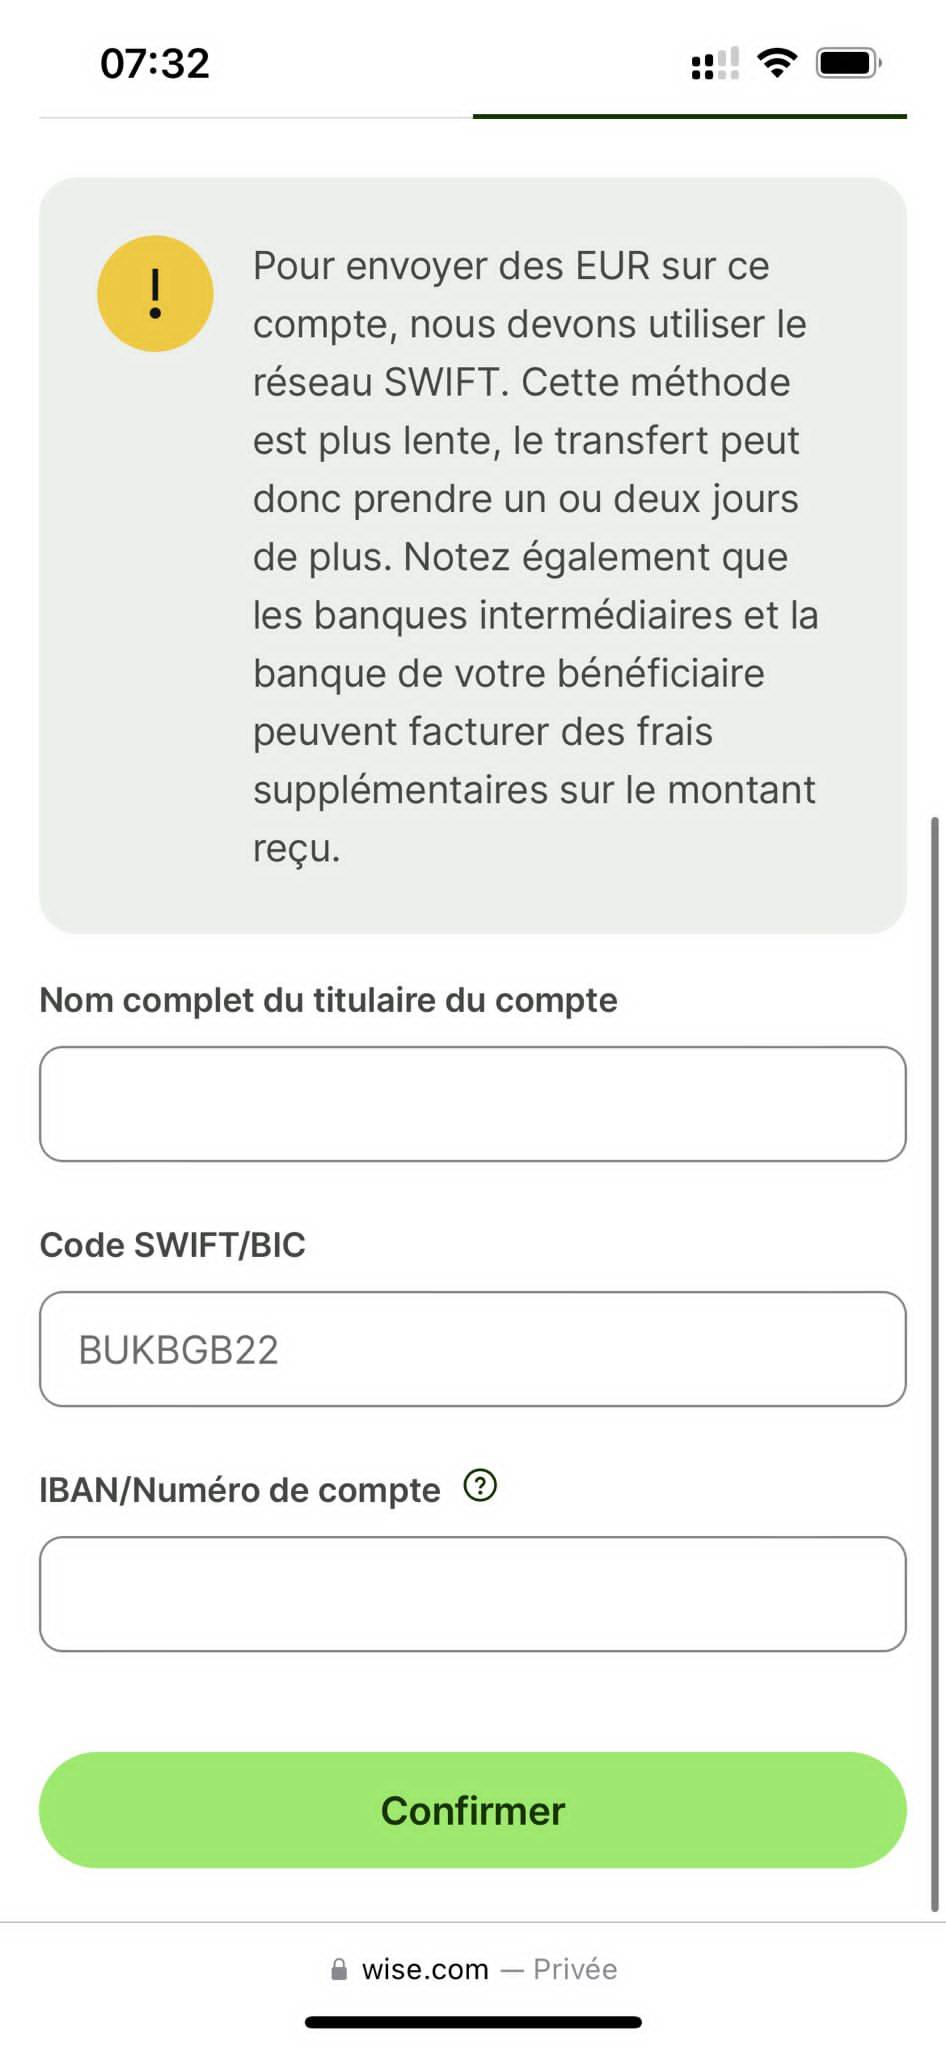 07:32
Pour envoyer des EUR sur ce
compte, nous devons utiliser le
réseau SWIFT. Cette méthode
est plus lente, le transfert peut
donc prendre un ou deux jours
de plus. Notez également que
les banques intermédiaires et la
banque de votre bénéficiaire
peuvent facturer des frais
supplémentaires sur le montant
reçu.
Nom complet du titulaire du compte
Code SWIFT/BIC
BUKBGB22
IBAN/Numéro de compte
Confirmer
wise.com — Privée